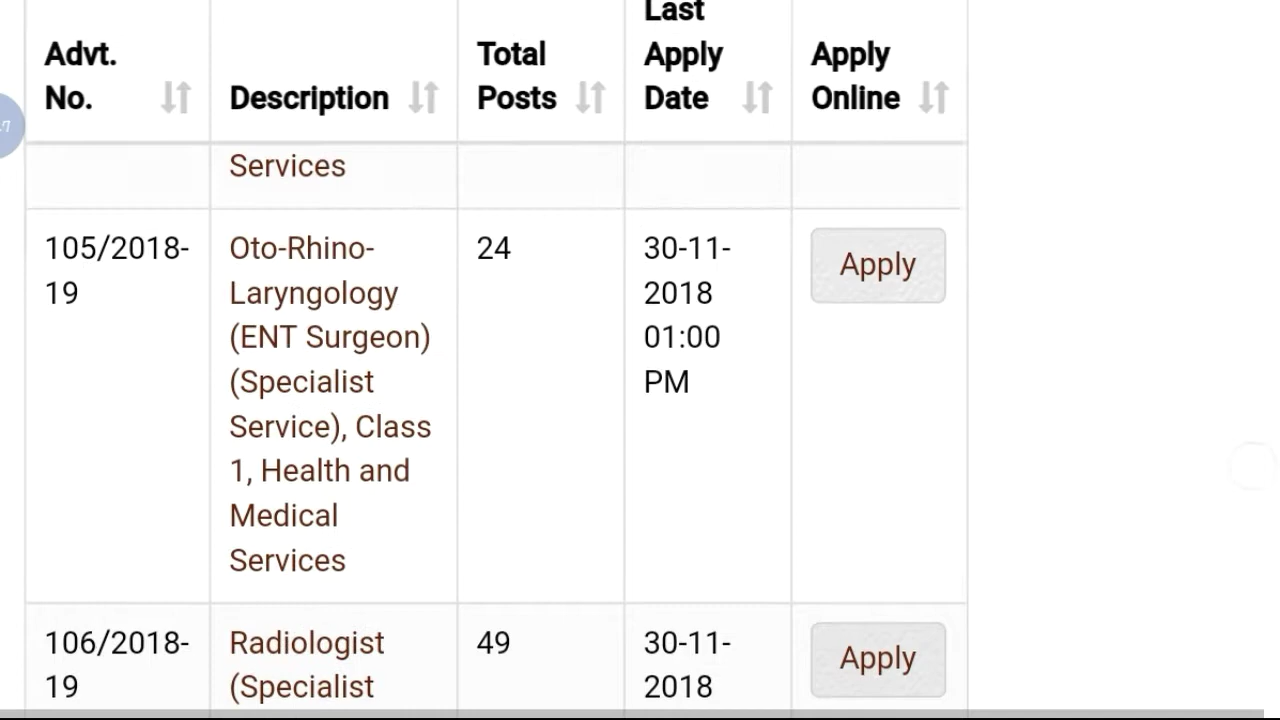 Last
Advt. Total Apply Apply
No. Description Posts Date Online
Services
105/2018- Oto-Rhino- 24 30-11- Apply
19 Laryngology 2018
(ENT Surgeon) 01:00
(Specialist PM
Service), Class
1, Health and
Medical
Services
106/2018- Radiologist 49 30-11- Apply
19 (Specialist 2018